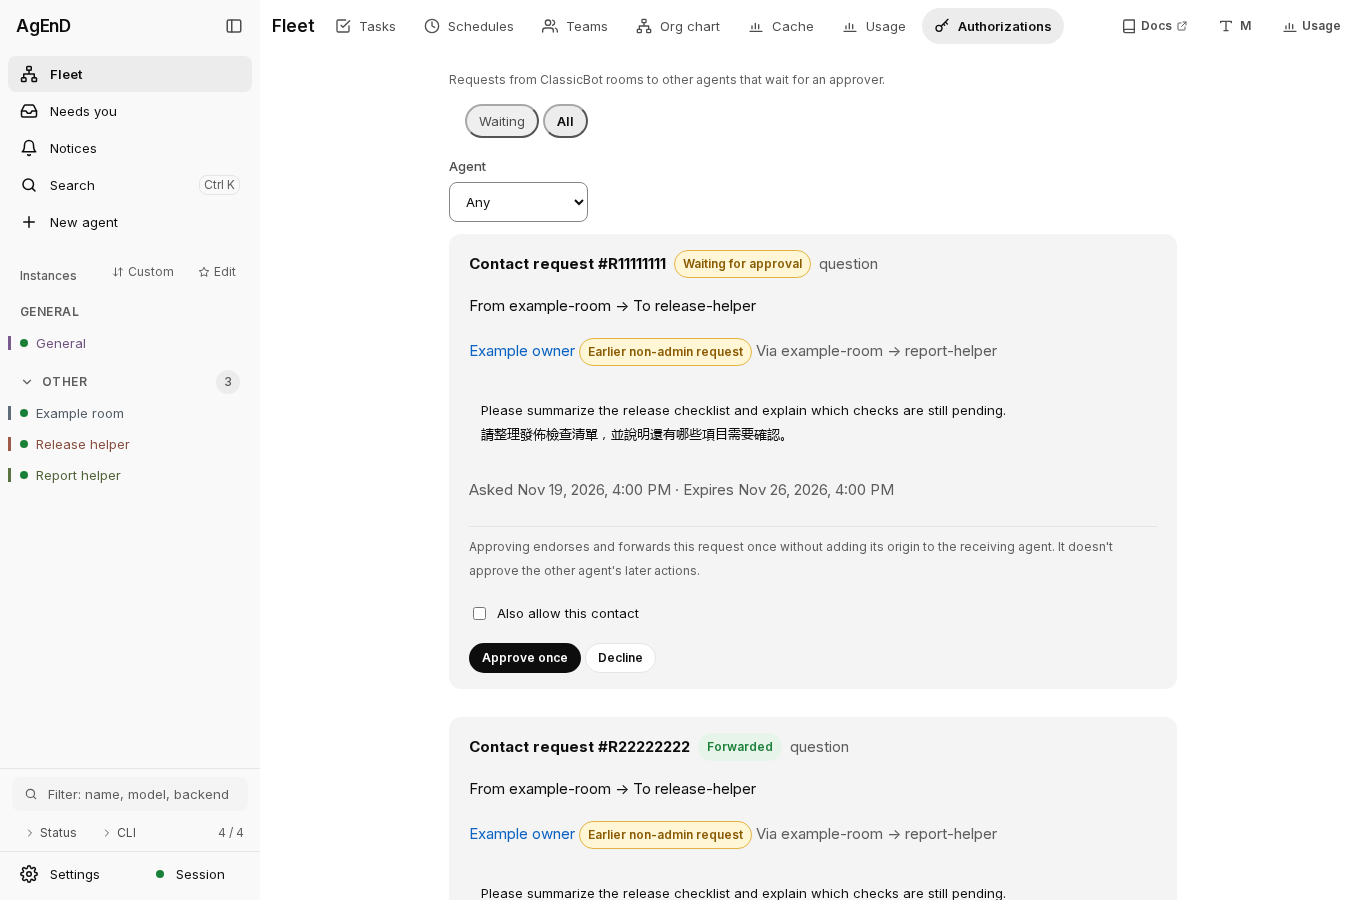 AgEnD
Fleet
Needs you
Notices
Search
Ctrl K
New agent
Instances
Custom
Edit
GENERAL
General
OTHER
3
Example room
Release helper
Report helper
Filter: name, model, backend
Status
CLI
4 / 4
Settings
Session
Fleet
Tasks
Schedules
Teams
Org chart
Cache
Usage
Authorizations
Docs
M
Usage
Requests from ClassicBot rooms to other agents that wait for an approver.
Waiting
All
Agent
Any
Contact request #R11111111 Waiting for approval question
From example-room → To release-helper
Example owner Earlier non-admin request Via example-room → report-helper
Please summarize the release checklist and explain which checks are still pending.
請整理發佈檢查清單，並說明還有哪些項目需要確認。
Asked Nov 19, 2026, 4:00 PM · Expires Nov 26, 2026, 4:00 PM
Approving endorses and forwards this request once without adding its origin to the receiving agent. It doesn't
approve the other agent's later actions.
Also allow this contact
Approve once
Decline
Contact request #R22222222 Forwarded question
From example-room → To release-helper
Example owner Earlier non-admin request Via example-room → report-helper
Please summarize the release checklist and explain which checks are still pending.